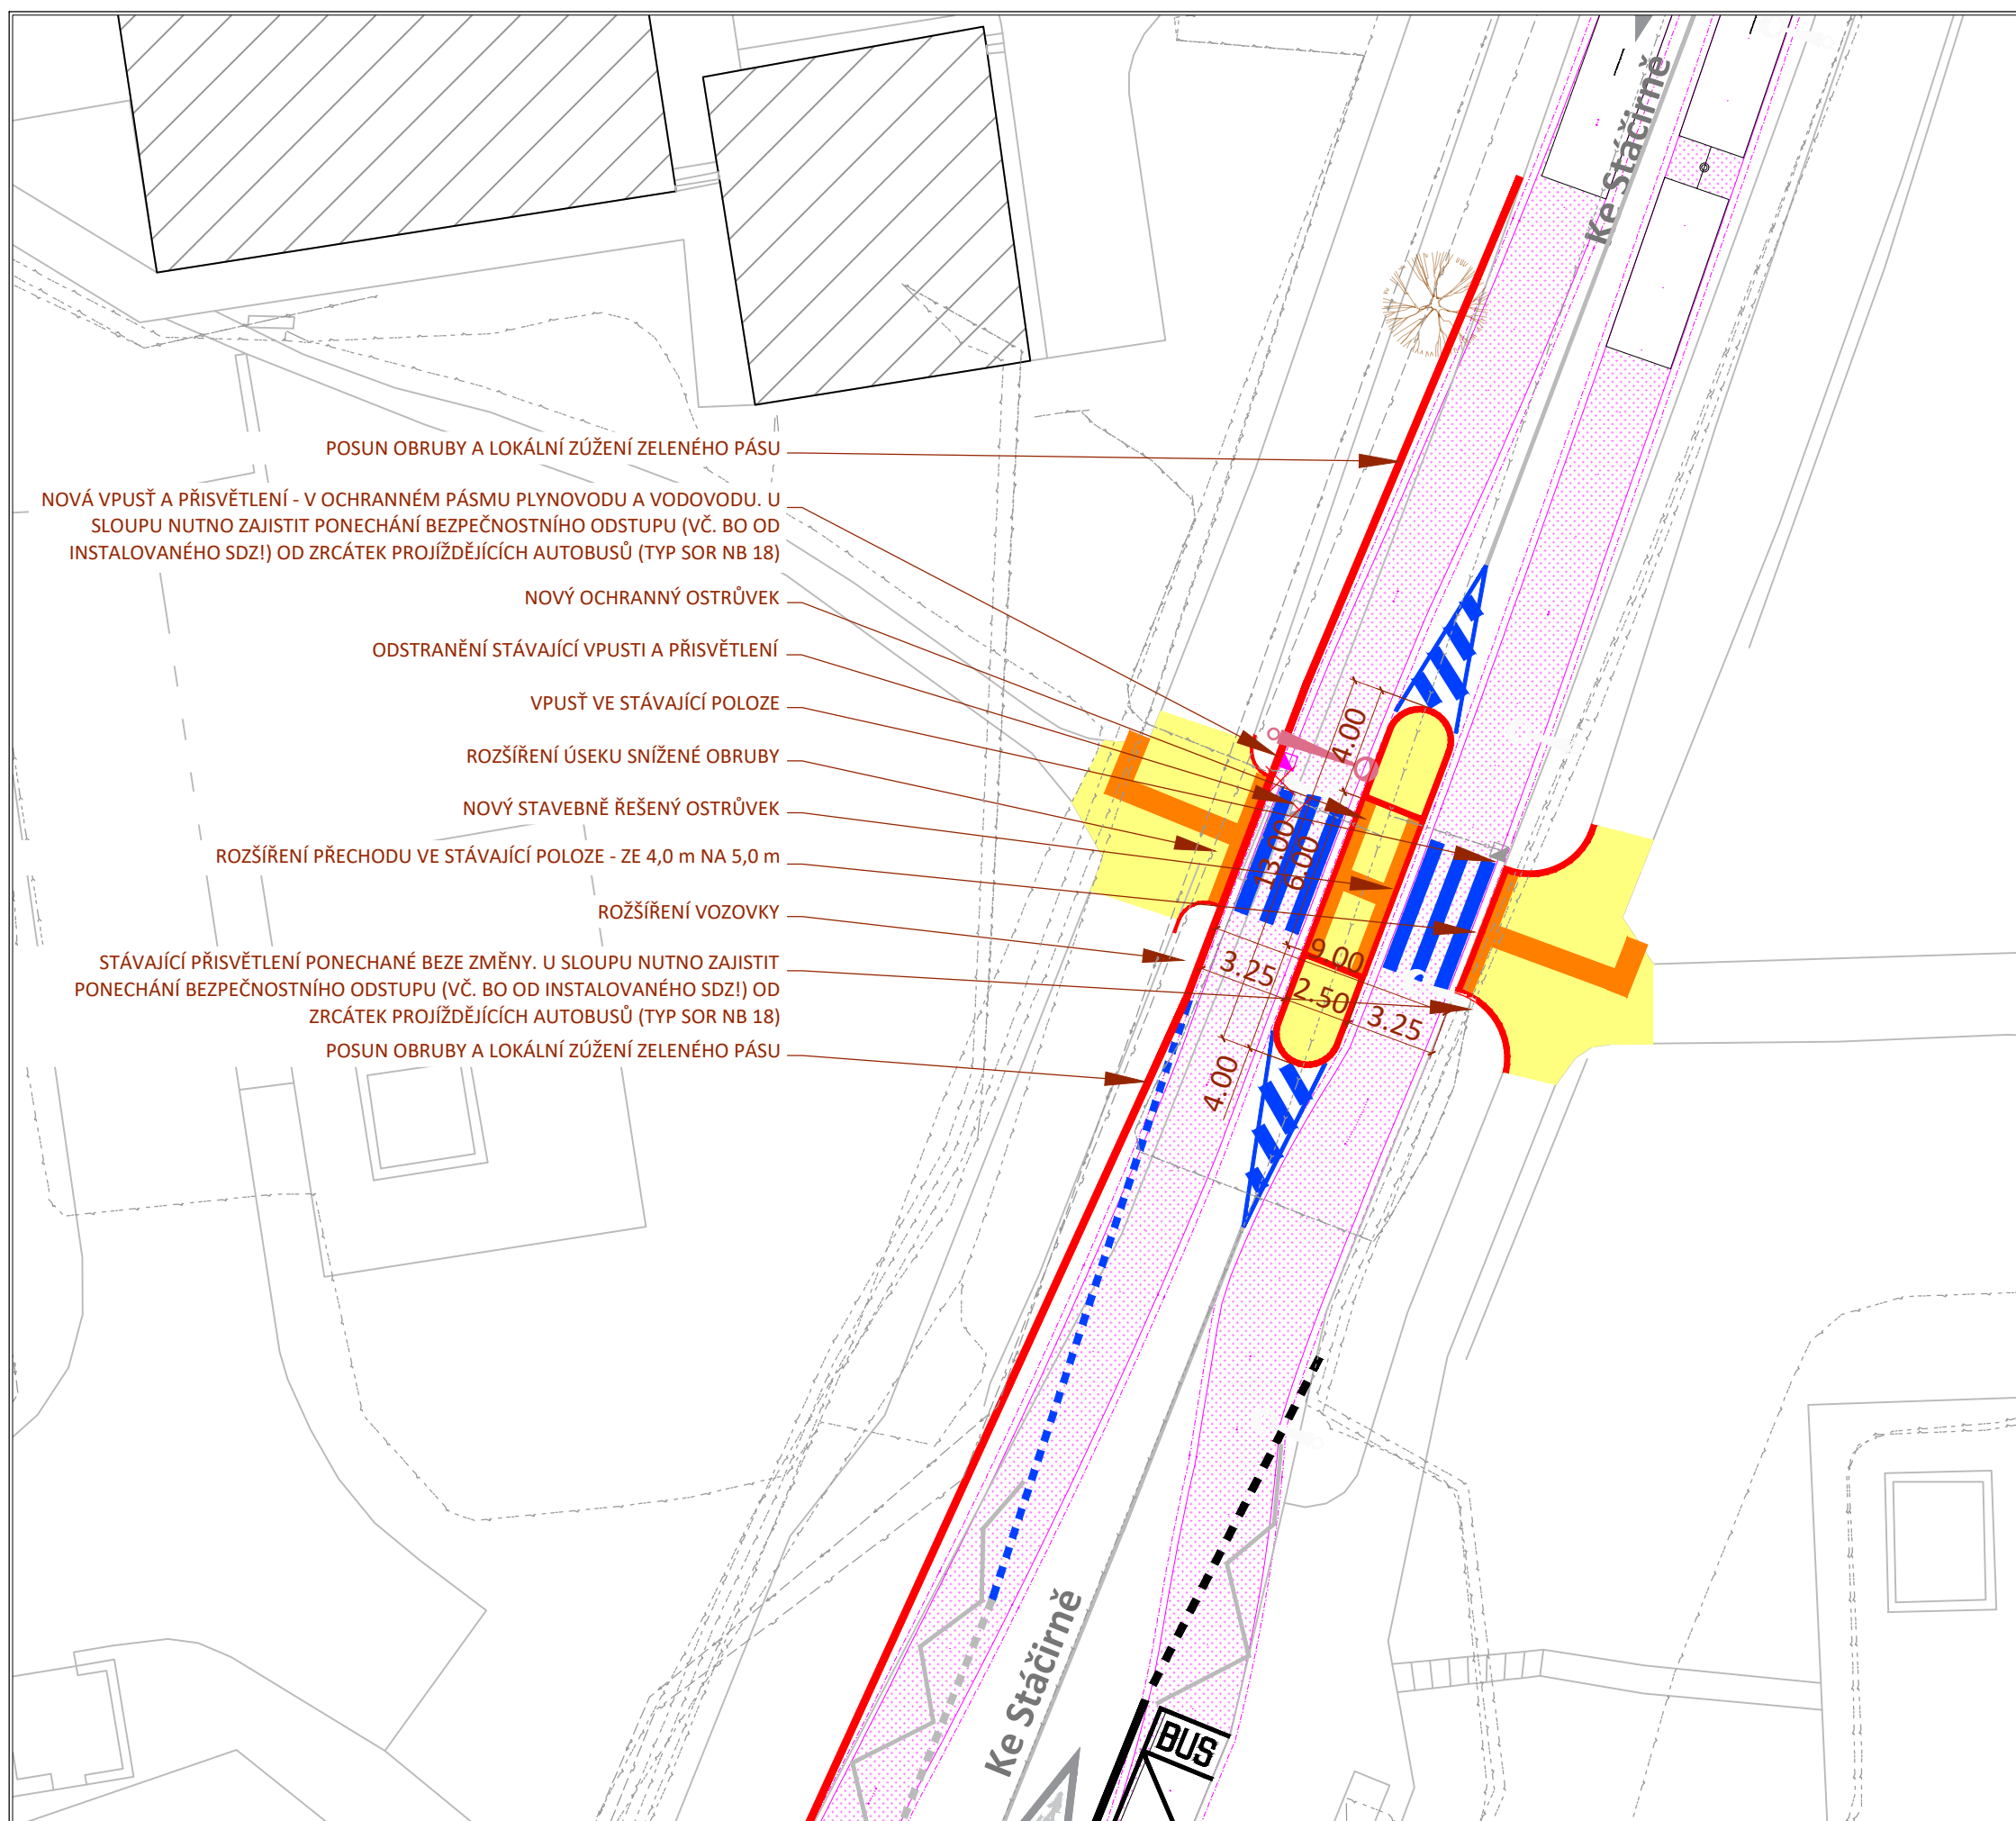 Ke Stáčirně
POSUN OBRUBY A LOKÁLNÍ ZÚŽENÍ ZELENÉHO PÁSU
NOVÁ VPUSŤ A PŘISVĚTLENÍ - V OCHRANNÉM PÁSMU PLYNOVODU A VODOVODU. U
SLOUPU NUTNO ZAJISTIT PONECHÁNÍ BEZPEČNOSTNÍHO ODSTUPU (VČ. BO OD
INSTALOVANÉHO SDZ!) OD ZRCÁTEK PROJÍŽDĚJÍCÍCH AUTOBUSŮ (TYP SOR NB 18)
NOVÝ OCHRANNÝ OSTRŮVEK
ODSTRANĚNÍ STÁVAJÍCÍ VPUSTI A PŘISVĚTLENÍ
VPUSŤ VE STÁVAJÍCÍ POLOZE
ROZŠÍŘENÍ ÚSEKU SNÍŽENÉ OBRUBY
NOVÝ STAVEBNĚ ŘEŠENÝ OSTRŮVEK
ROZŠÍŘENÍ PŘECHODU VE STÁVAJÍCÍ POLOZE - ZE 4,0 m NA 5,0 m
ROŽŠÍŘENÍ VOZOVKY
STÁVAJÍCÍ PŘISVĚTLENÍ PONECHANÉ BEZE ZMĚNY. U SLOUPU NUTNO ZAJISTIT
PONECHÁNÍ BEZPEČNOSTNÍHO ODSTUPU (VČ. BO OD INSTALOVANÉHO SDZ!) OD
ZRCÁTEK PROJÍŽDĚJÍCÍCH AUTOBUSŮ (TYP SOR NB 18)
POSUN OBRUBY A LOKÁLNÍ ZÚŽENÍ ZELENÉHO PÁSU
4.00
13.00
6.00
9.00
3.25
2.50
3.25
4.00
Ke Stáčirně
BUS